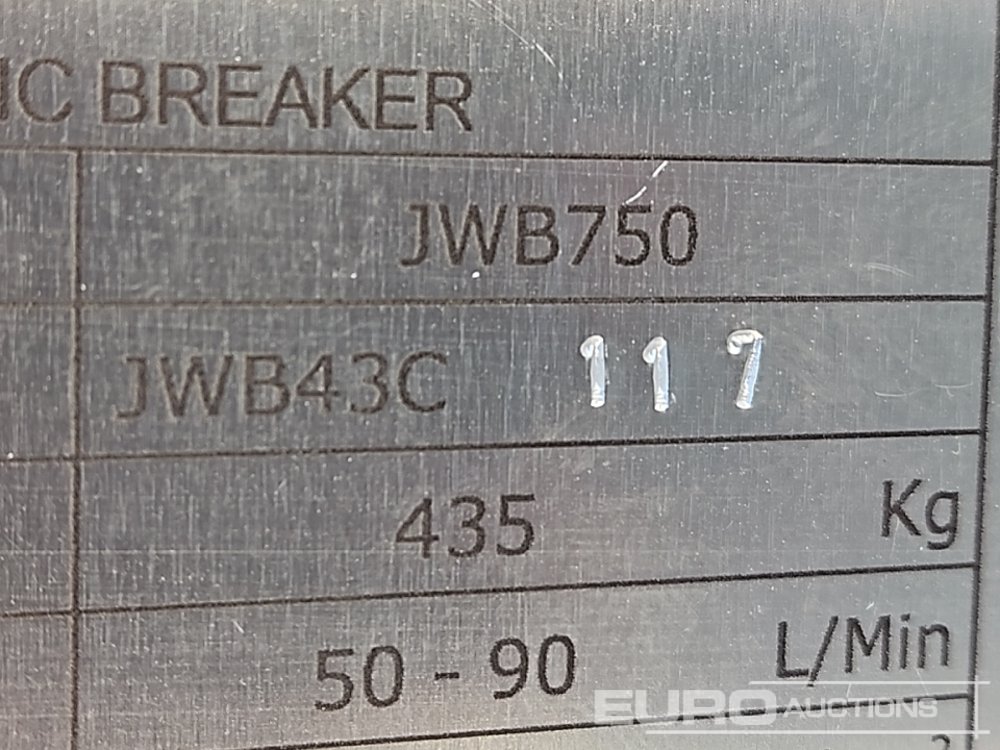 IC BREAKER
JWB750
JWB43C 117
435 Kg
50 - 90 L/Min
EURO AUCTIONS